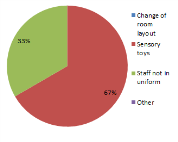 Change of
room
layout
Sensory
toys
Staff not in
uniform
Other
33%
67%